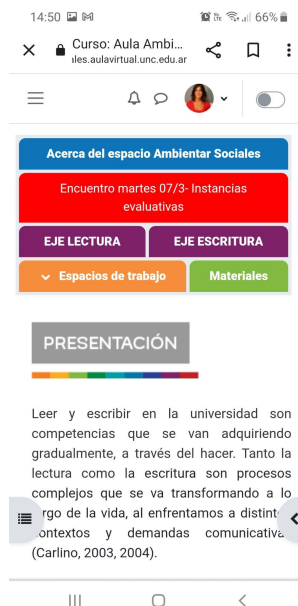 14:50
66%
Curso: Aula Ambi...
ales.aulavirtual.unc.edu.ar
Acerca del espacio Ambientar Sociales
Encuentro martes 07/3- Instancias
evaluativas
EJE LECTURA
EJE ESCRITURA
Espacios de trabajo
Materiales
PRESENTACIÓN
Leer y escribir en la universidad son
competencias que se van adquiriendo
gradualmente, a través del hacer. Tanto la
lectura como la escritura son procesos
complejos que se va transformando a lo
rgo de la vida, al enfrentamos a distint
ontextos y demandas comunicativa
(Carlino, 2003, 2004).